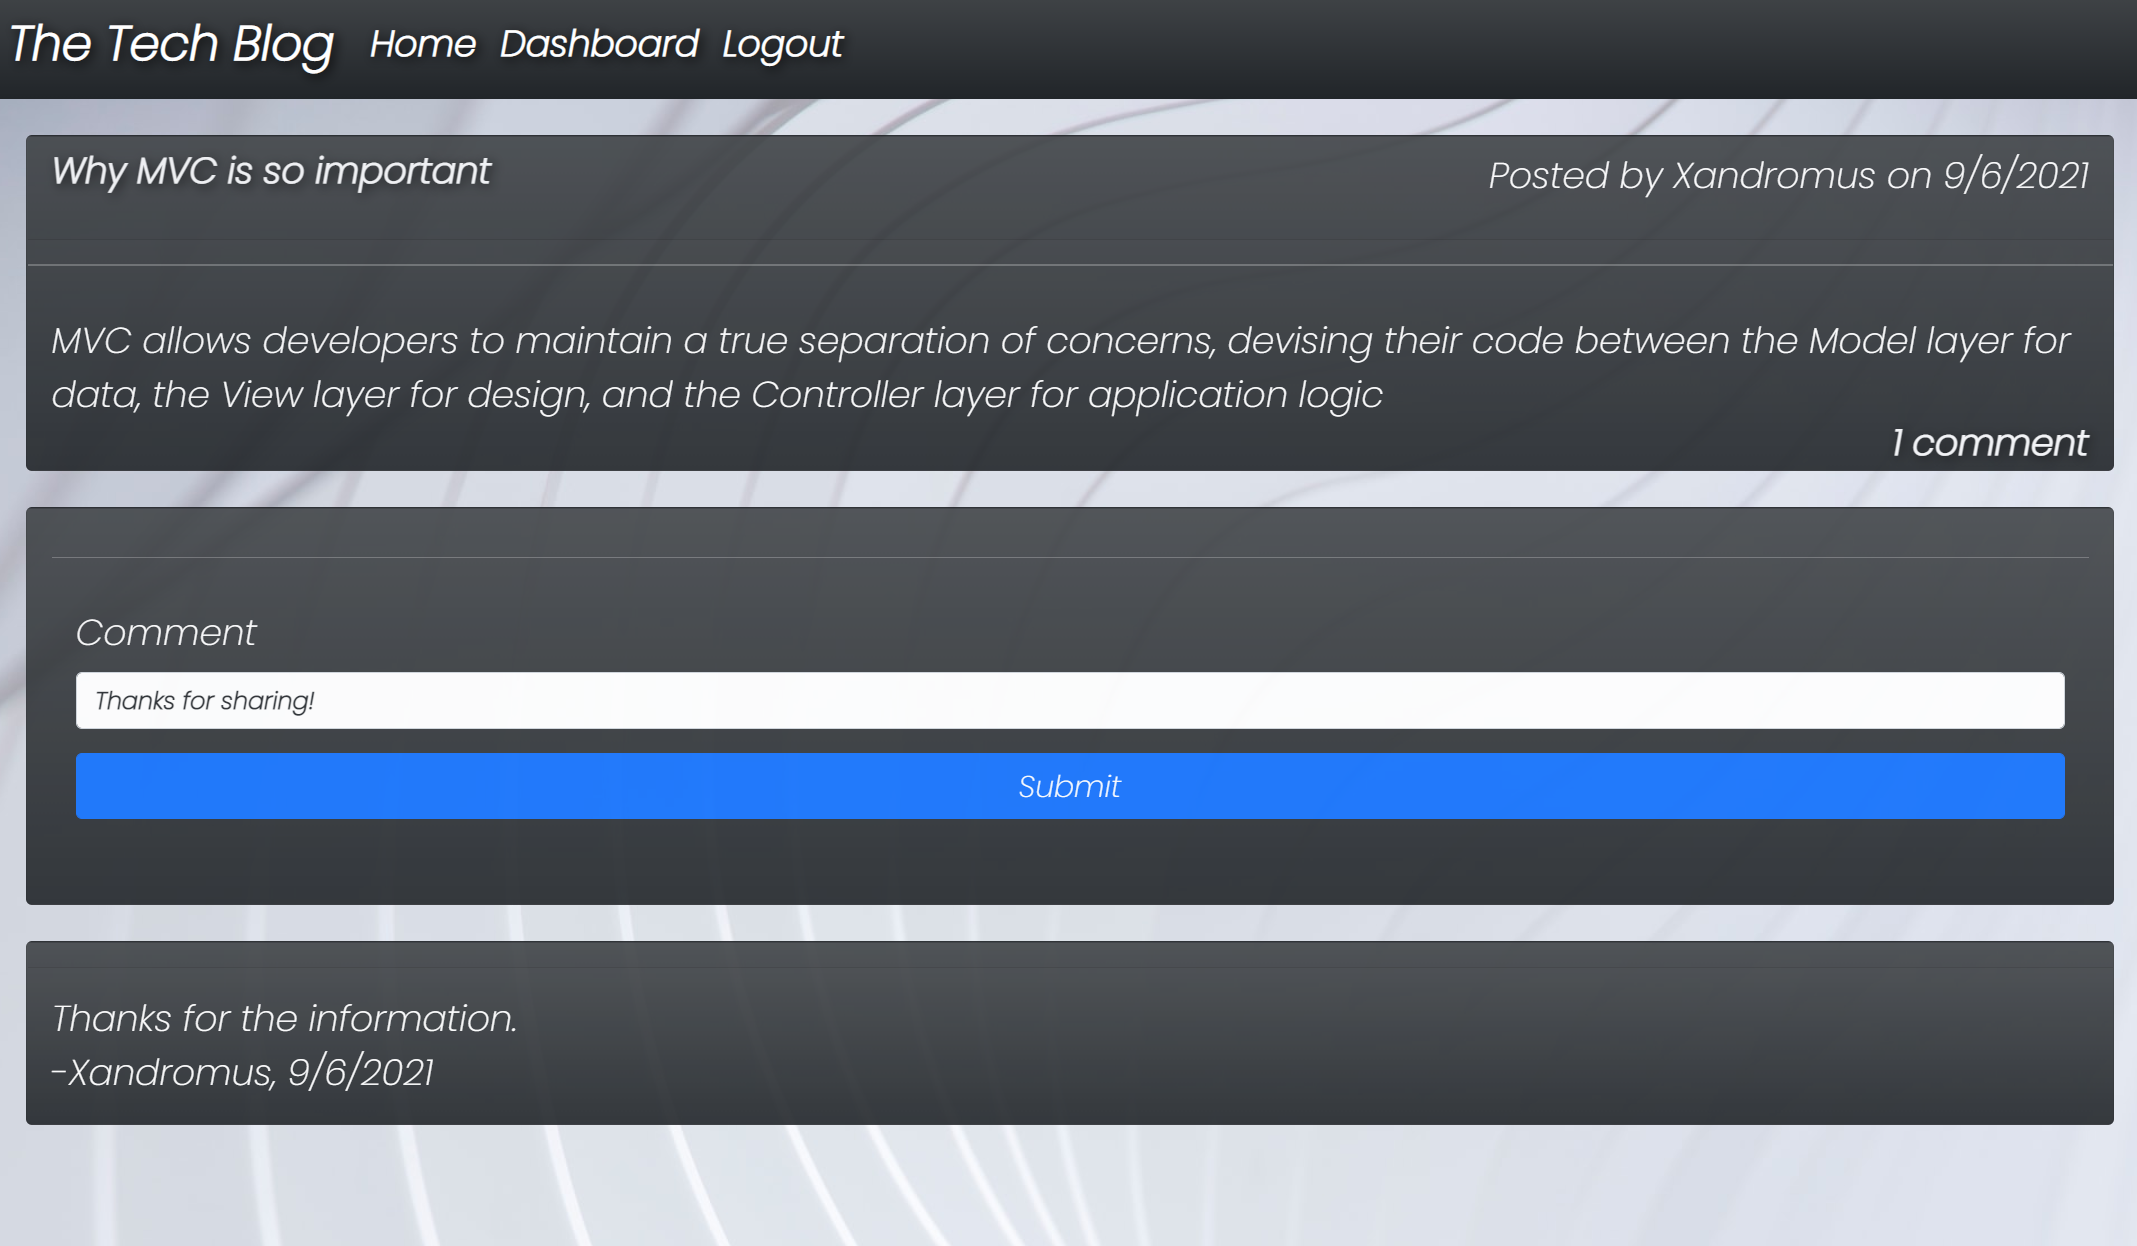 The Tech Blog Home Dashboard Logout
Why MVC is so important
Posted by Xandromus on 9/6/2021
MVC allows developers to maintain a true separation of concerns, devising their code between the Model layer for
data, the View layer for design, and the Controller layer for application logic
1 comment
Comment
Thanks for sharing!
Submit
Thanks for the information.
-Xandromus, 9/6/2021